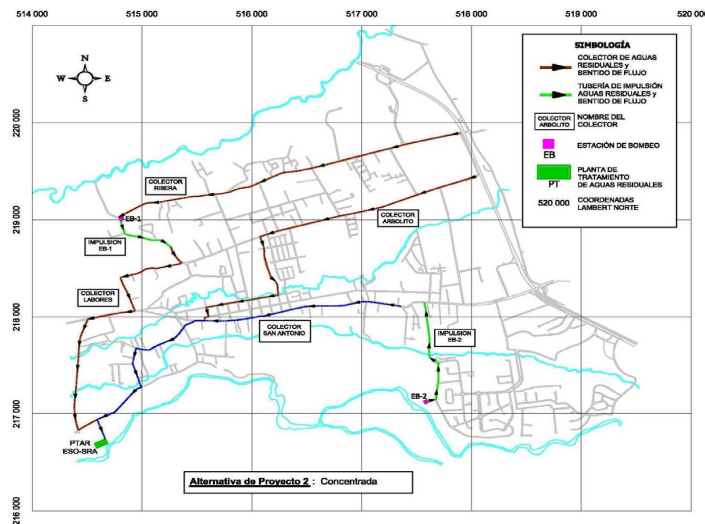 514 000
515 000
516 000
517 000
518 000
519 000
520 000
220 000
219 000
218 000
217 000
216 000
N
W
E
S
SIMBOLOGÍA
COLECTOR DE AGUAS
RESIDUALES y
SENTIDO DE FLUJO
TUBERÍA DE IMPULSIÓN
AGUAS RESIDUALES y
SENTIDO DE FLUJO
COLECTOR
ARBOLITO
NOMBRE DEL
COLECTOR
EB
ESTACIÓN DE BOMBEO
PT
PLANTA DE
TRATAMIENTO
DE AGUAS RESIDUALES
520 000
COORDENADAS
LAMBERT NORTE
COLECTOR
RIBERA
COLECTOR
ARBOLITO
EB-1
IMPULSION
EB-1
COLECTOR
LABORES
COLECTOR
SAN ANTONIO
IMPULSION
EB-2
EB-2
PTAR
ESO-SRA
Alternativa de Proyecto 2 : Concentrada